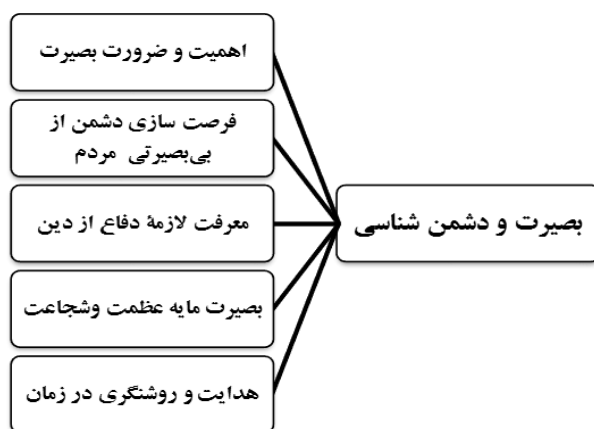 بصیرت و دشمن شناسی
اهمیت و ضرورت بصیرت
فرصت سازی دشمن از
بی‌بصیرتی مردم
معرفت لازمۀ دفاع از دین
بصیرت مایه عظمت وشجاعت
هدایت و روشنگری در زمان